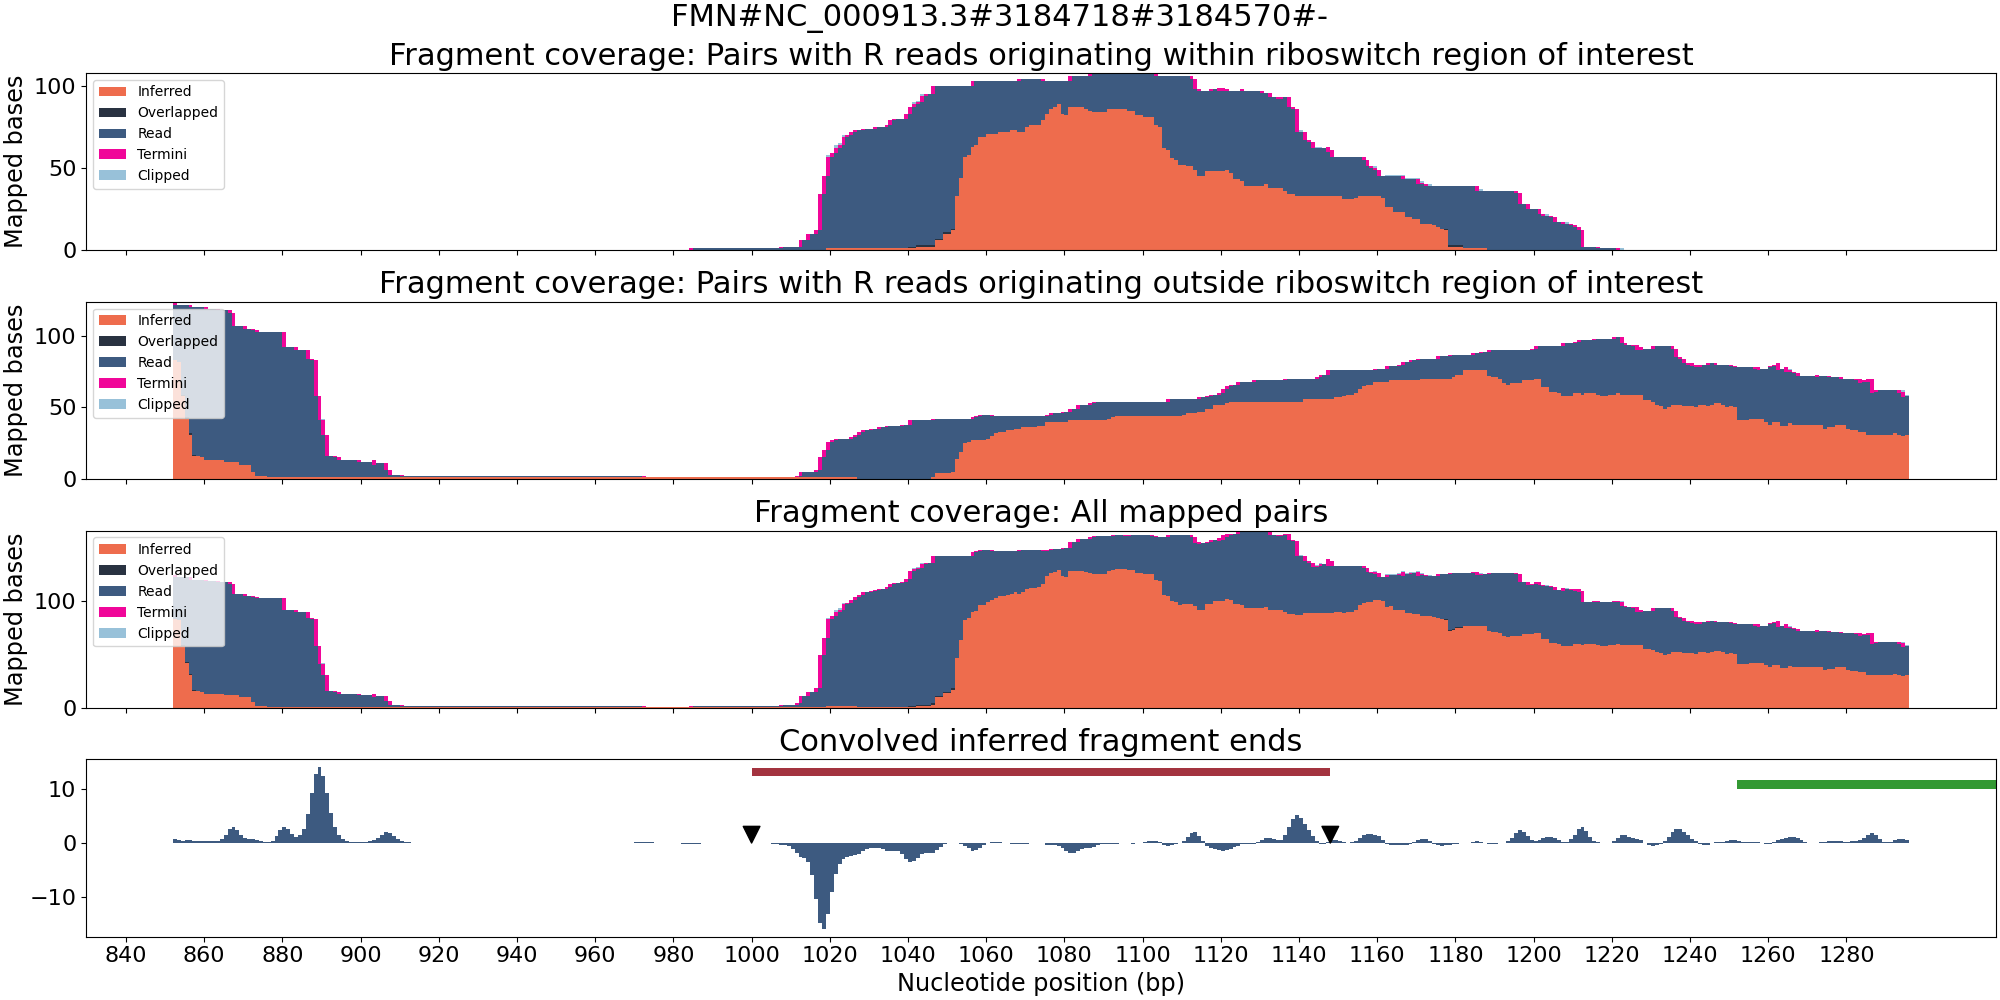 FMN#NC_000913.3#3184718#3184570#-
Fragment coverage: Pairs with R reads originating within riboswitch region of interest
Mapped bases
100
50
0
Inferred
Overlapped
Read
Termini
Clipped
Fragment coverage: Pairs with R reads originating outside riboswitch region of interest
Mapped bases
100
50
0
Inferred
Overlapped
Read
Termini
Clipped
Fragment coverage: All mapped pairs
Mapped bases
100
0
Inferred
Overlapped
Read
Termini
Clipped
Convolved inferred fragment ends
10
0
−10
840 860 880 900 920 940 960 980 1000 1020 1040 1060 1080 1100 1120 1140 1160 1180 1200 1220 1240 1260 1280
Nucleotide position (bp)